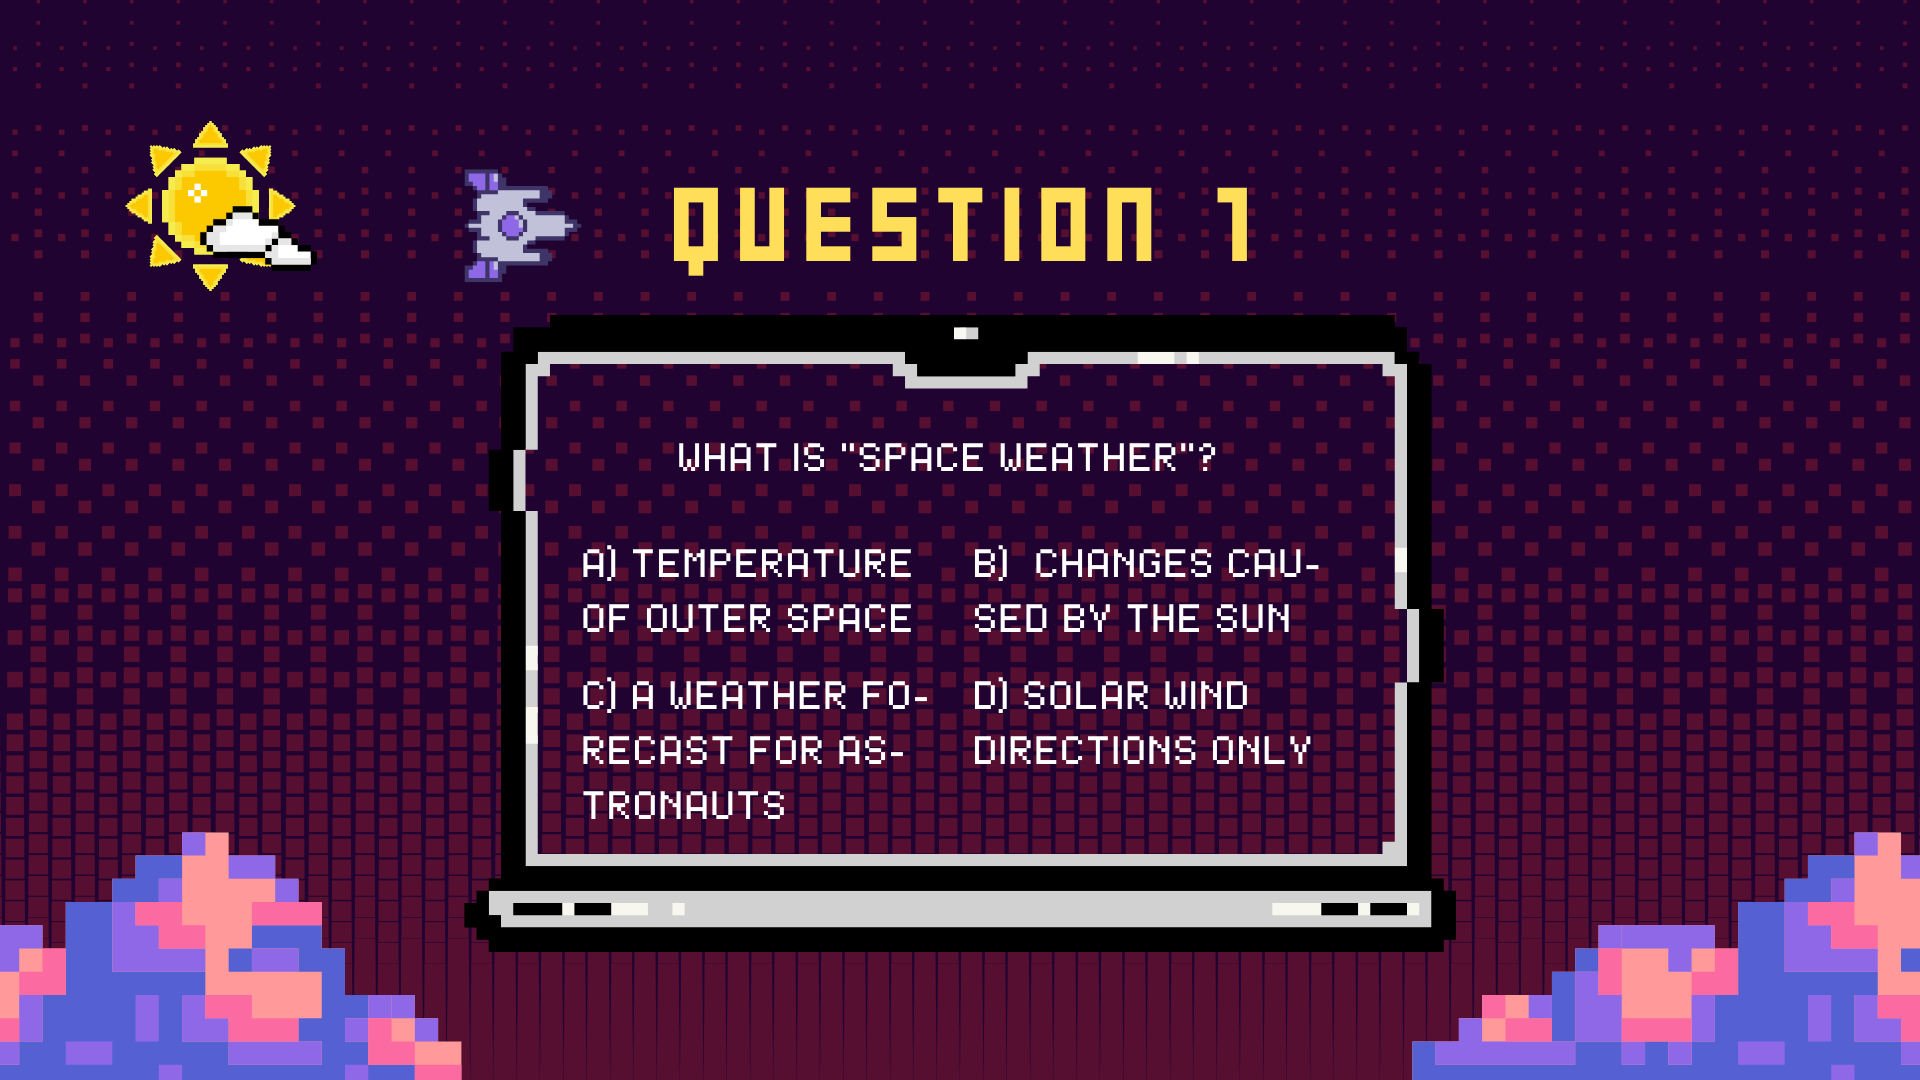 QUESTION 1
WHAT IS "SPACE WEATHER"?
A) TEMPERATURE
OF OUTER SPACE
B) CHANGES CAU-
SED BY THE SUN
C) A WEATHER FO-
RECAST FOR AS-
TRONAUTS
D) SOLAR WIND
DIRECTIONS ONLY